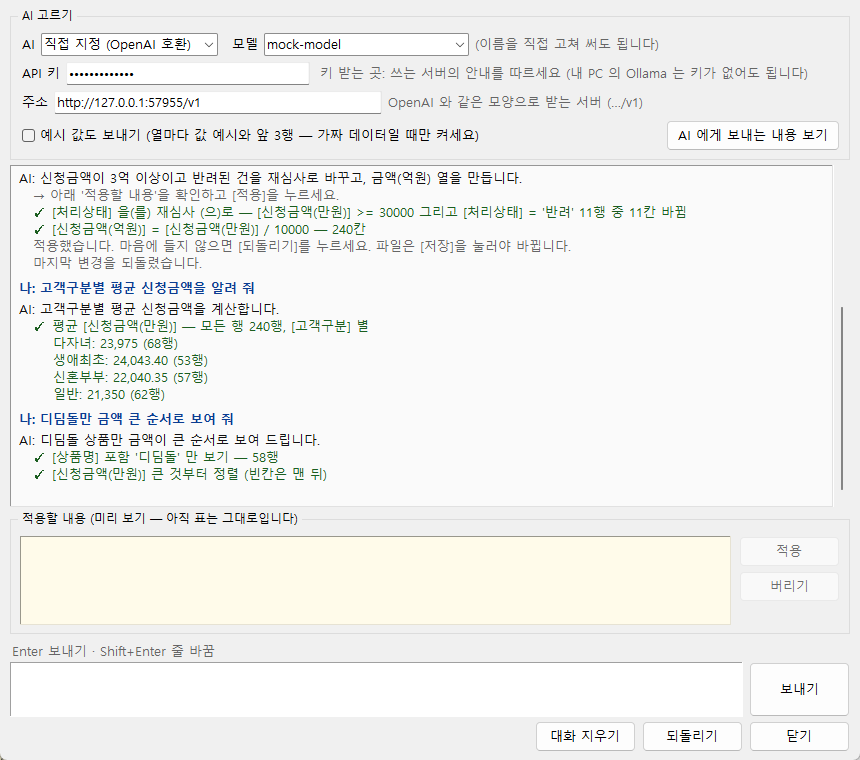 AI 고르기
AI 직접 지정 (OpenAI 호환) 모델 mock-model (이름을 직접 고쳐 써도 됩니다)
API 키 ••••••••••••• 키 받는 곳: 쓰는 서버의 안내를 따르세요 (내 PC 의 Ollama 는 키가 없어도 됩니다)
주소 http://127.0.0.1:57955/v1 OpenAI 와 같은 모양으로 받는 서버 (.../v1)
예시 값도 보내기 (열마다 값 예시와 앞 3행 — 가짜 데이터일 때만 켜세요) AI 에게 보내는 내용 보기
AI: 신청금액이 3억 이상이고 반려된 건을 재심사로 바꾸고, 금액(억원) 열을 만듭니다.
→ 아래 '적용할 내용'을 확인하고 [적용]을 누르세요.
✓ [처리상태] 을(를) 재심사 (으)로 — [신청금액(만원)] >= 30000 그리고 [처리상태] = '반려' 11행 중 11칸 바뀜
✓ [신청금액(억원)] = [신청금액(만원)] / 10000 — 240칸
적용했습니다. 마음에 들지 않으면 [되돌리기]를 누르세요. 파일은 [저장]을 눌러야 바뀝니다.
마지막 변경을 되돌렸습니다.
나: 고객구분별 평균 신청금액을 알려 줘
AI: 고객구분별 평균 신청금액을 계산합니다.
✓ 평균 [신청금액(만원)] — 모든 행 240행, [고객구분] 별
다자녀: 23,975 (68행)
생애최초: 24,043.40 (53행)
신혼부부: 22,040.35 (57행)
일반: 21,350 (62행)
나: 디딤돌만 금액 큰 순서로 보여 줘
AI: 디딤돌 상품만 금액이 큰 순서로 보여 드립니다.
✓ [상품명] 포함 '디딤돌' 만 보기 — 58행
✓ [신청금액(만원)] 큰 것부터 정렬 (빈칸은 맨 뒤)
적용할 내용 (미리 보기 — 아직 표는 그대로입니다)
적용
버리기
Enter 보내기 · Shift+Enter 줄 바꿈
보내기
대화 지우기 되돌리기 닫기